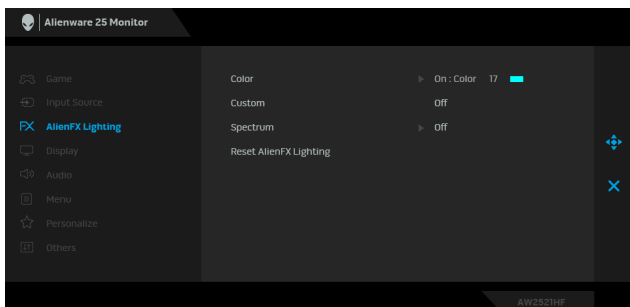 Alienware 25 Monitor
Game
Color
On : Color 17
Input Source
Custom
Off
FX AlienFX Lighting
Spectrum
Off
Display
Reset AlienFX Lighting
Audio
Menu
Personalize
Others
AW2521HF